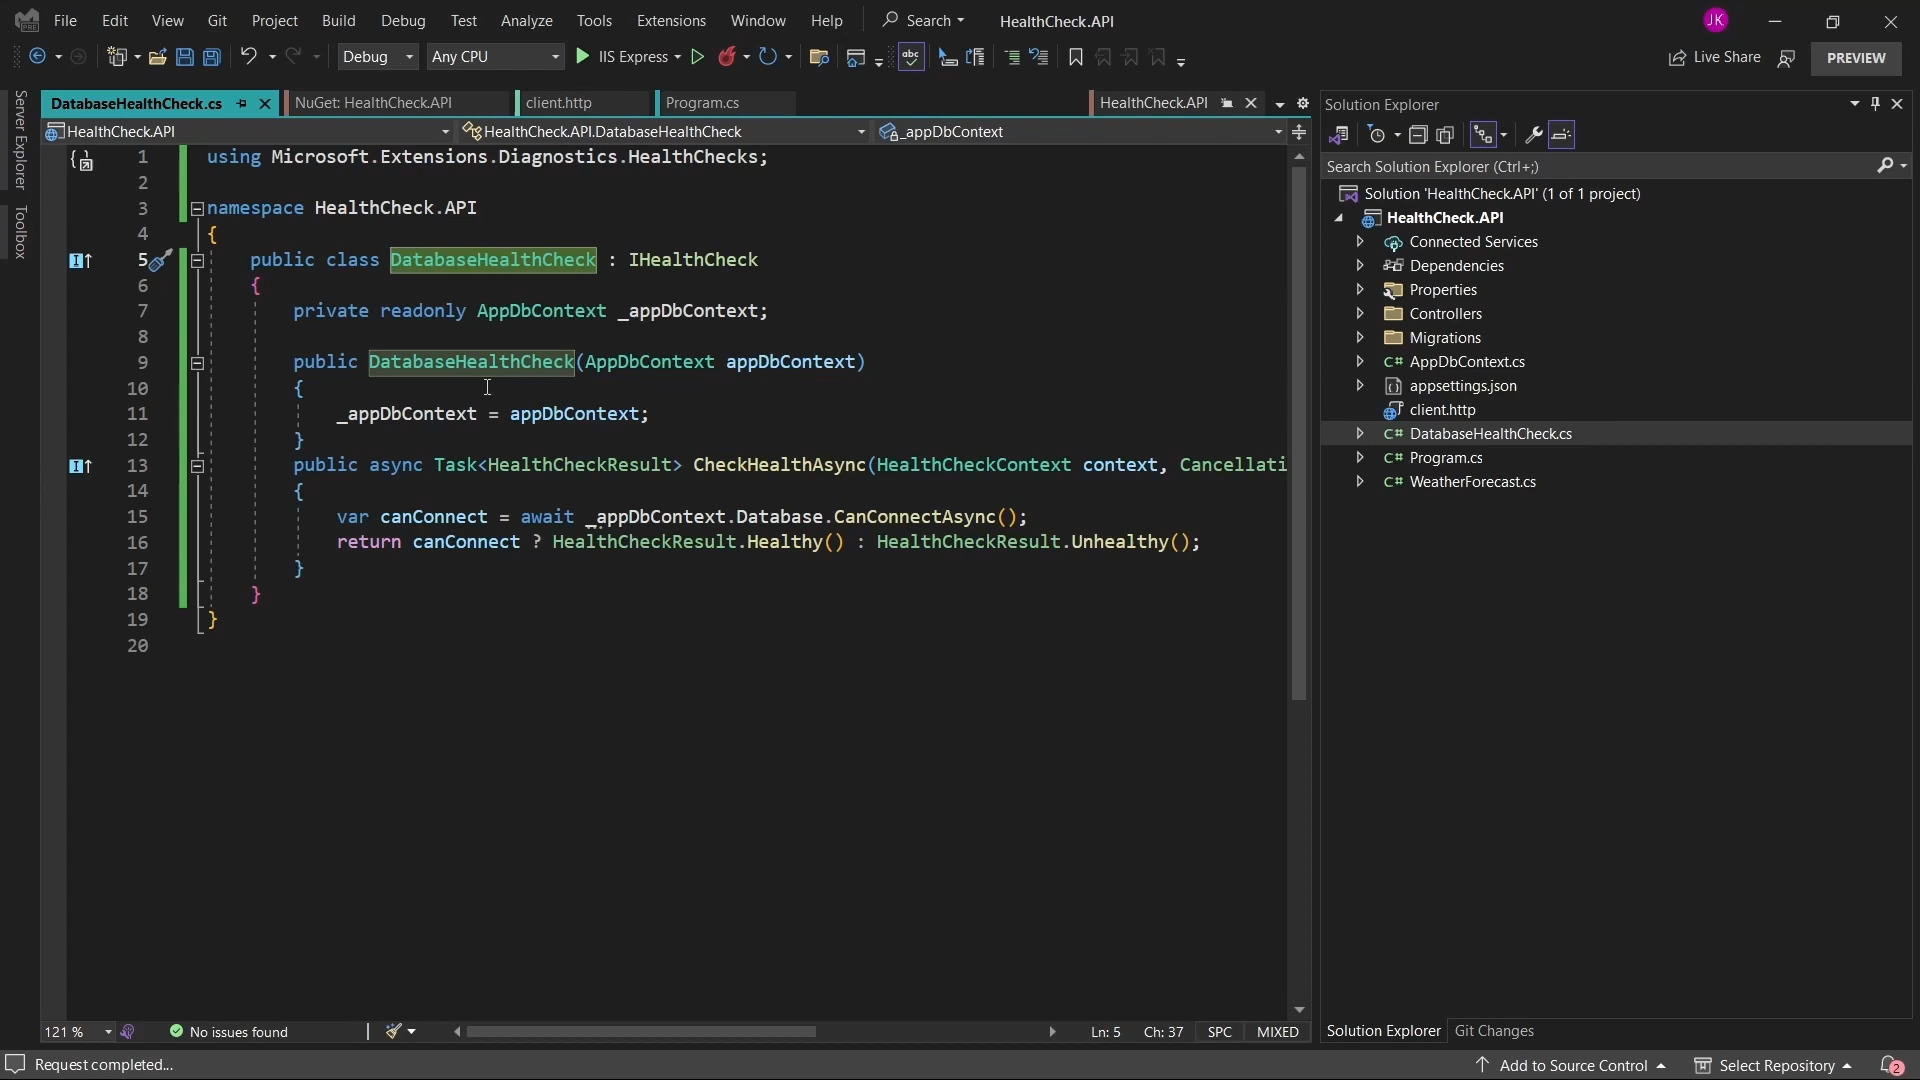 File Edit View Git Project Build Debug Test Analyze Tools Extensions Window Help Search HealthCheck.API JK
Debug Any CPU IIS Express abc Live Share PREVIEW
Server Explorer
Toolbox
DatabaseHealthCheck.cs NuGet: HealthCheck.API client.http Program.cs HealthCheck.API
HealthCheck.API HealthCheck.API.DatabaseHealthCheck _appDbContext
1 using Microsoft.Extensions.Diagnostics.HealthChecks;
2
3 namespace HealthCheck.API
4 {
5 public class DatabaseHealthCheck : IHealthCheck
6 {
7 private readonly AppDbContext _appDbContext;
8
9 public DatabaseHealthCheck(AppDbContext appDbContext)
10 {
11 _appDbContext = appDbContext;
12 }
13 public async Task<HealthCheckResult> CheckHealthAsync(HealthCheckContext context, Cancellati
14 {
15 var canConnect = await _appDbContext.Database.CanConnectAsync();
16 return canConnect ? HealthCheckResult.Healthy() : HealthCheckResult.Unhealthy();
17 }
18 }
19 }
20
121 % No issues found Ln: 5 Ch: 37 SPC MIXED
Solution Explorer
Search Solution Explorer (Ctrl+;)
Solution 'HealthCheck.API' (1 of 1 project)
HealthCheck.API
Connected Services
Dependencies
Properties
Controllers
Migrations
C# AppDbContext.cs
appsettings.json
client.http
C# DatabaseHealthCheck.cs
C# Program.cs
C# WeatherForecast.cs
Solution Explorer Git Changes
Request completed... Add to Source Control Select Repository 2